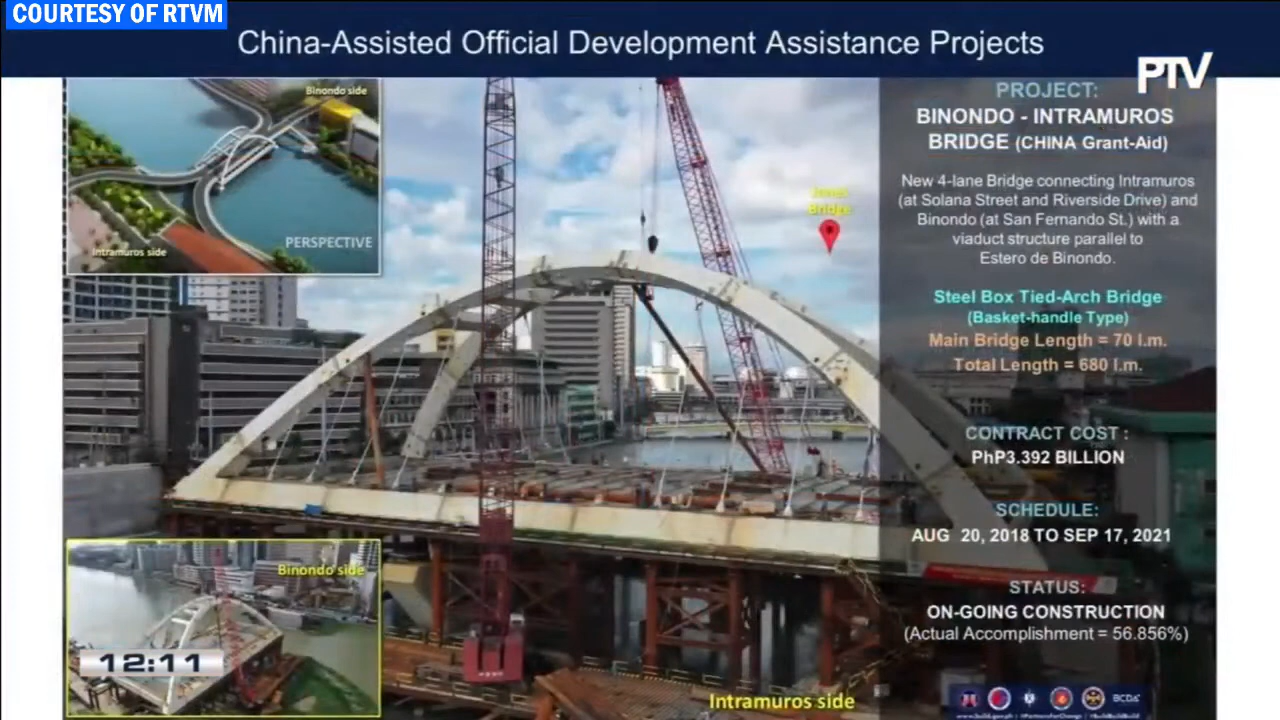 COURTESY OF RTVM
China-Assisted Official Development Assistance Projects
PTV
Binondo side
PERSPECTIVE
Intramuros side
Jones
Bridge
PROJECT:
BINONDO - INTRAMUROS
BRIDGE (CHINA Grant-Aid)
New 4-lane Bridge connecting Intramuros
(at Solana Street and Riverside Drive) and
Binondo (at San Fernando St.) with a
viaduct structure parallel to
Estero de Binondo.
Steel Box Tied-Arch Bridge
(Basket-handle Type)
Main Bridge Length = 70 l.m.
Total Length = 680 l.m.
CONTRACT COST :
PhP3.392 BILLION
SCHEDULE:
AUG 20, 2018 TO SEP 17, 2021
STATUS:
ON-GOING CONSTRUCTION
(Actual Accomplishment = 56.856%)
Binondo side
12:11
Intramuros side
BCDA